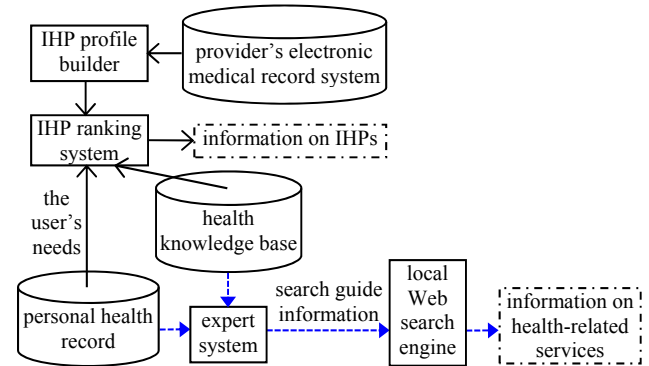 IHP profile
builder
provider’s electronic
medical record system
IHP ranking
system
information on IHPs
the
user’s
needs
health
knowledge base
personal health
record
expert
system
search guide
information
local
Web
search
engine
information on
health-related
services